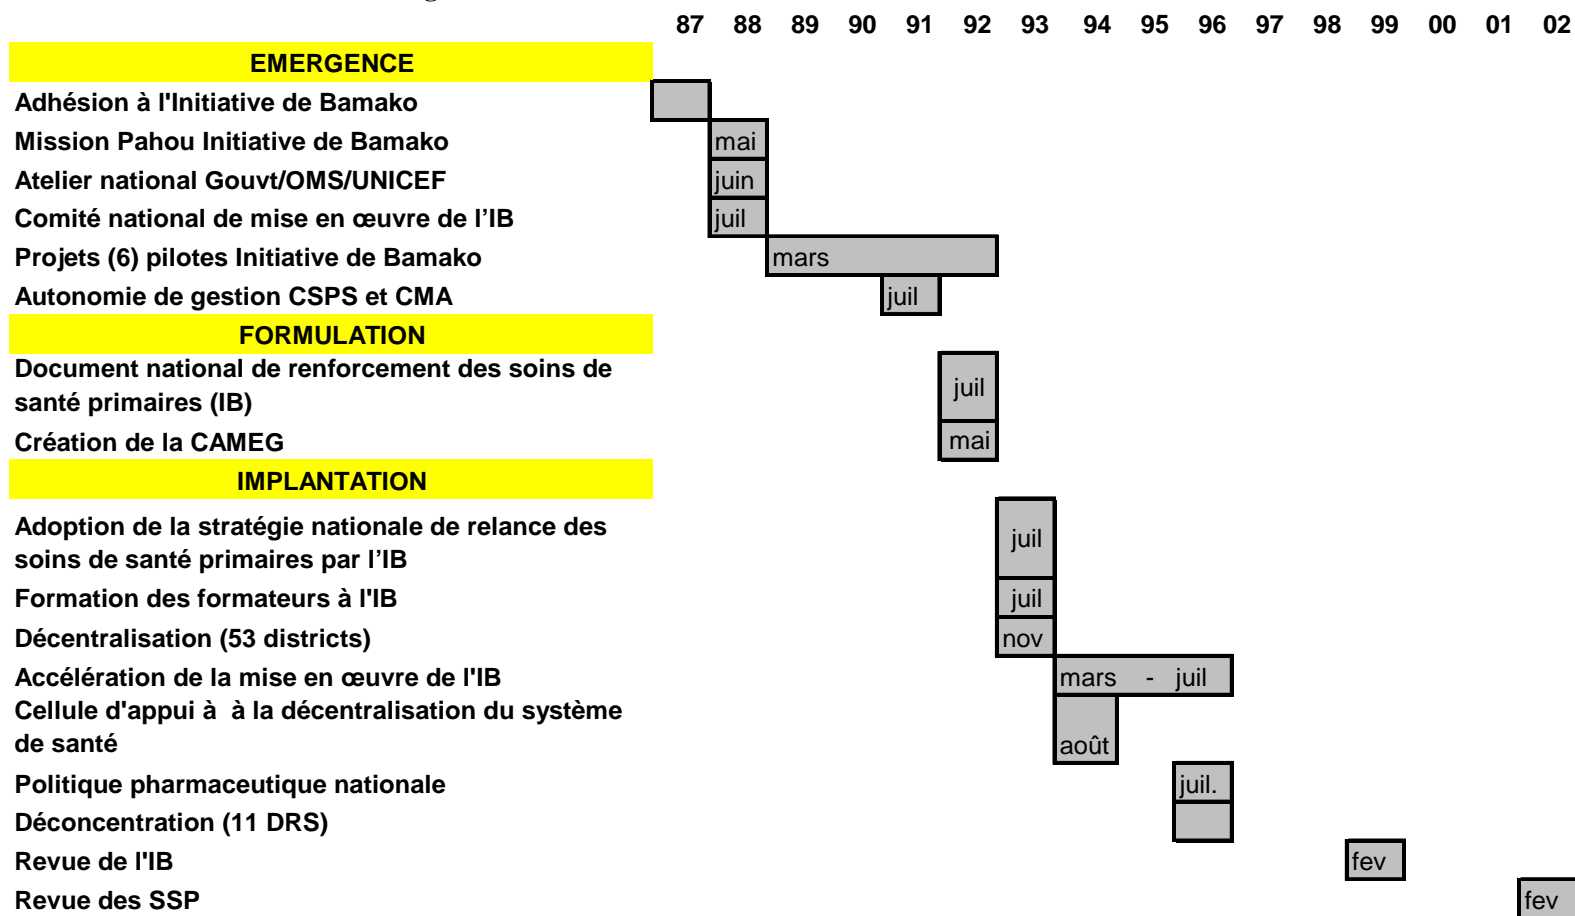 87 88 89 90 91 92 93 94 95 96 97 98 99 00 01 02
EMERGENCE
Adhésion à l'Initiative de Bamako
Mission Pahou Initiative de Bamako mai
Atelier national Gouvt/OMS/UNICEF juin
Comité national de mise en œuvre de l’IB juil
Projets (6) pilotes Initiative de Bamako mars
Autonomie de gestion CSPS et CMA juil
FORMULATION
Document national de renforcement des soins de
santé primaires (IB) juil
Création de la CAMEG mai
IMPLANTATION
Adoption de la stratégie nationale de relance des
soins de santé primaires par l’IB juil
Formation des formateurs à l'IB juil
Décentralisation (53 districts) nov
Accélération de la mise en œuvre de l'IB mars - juil
Cellule d'appui à à la décentralisation du système
de santé août
Politique pharmaceutique nationale juil.
Déconcentration (11 DRS)
Revue de l'IB fev
Revue des SSP fev